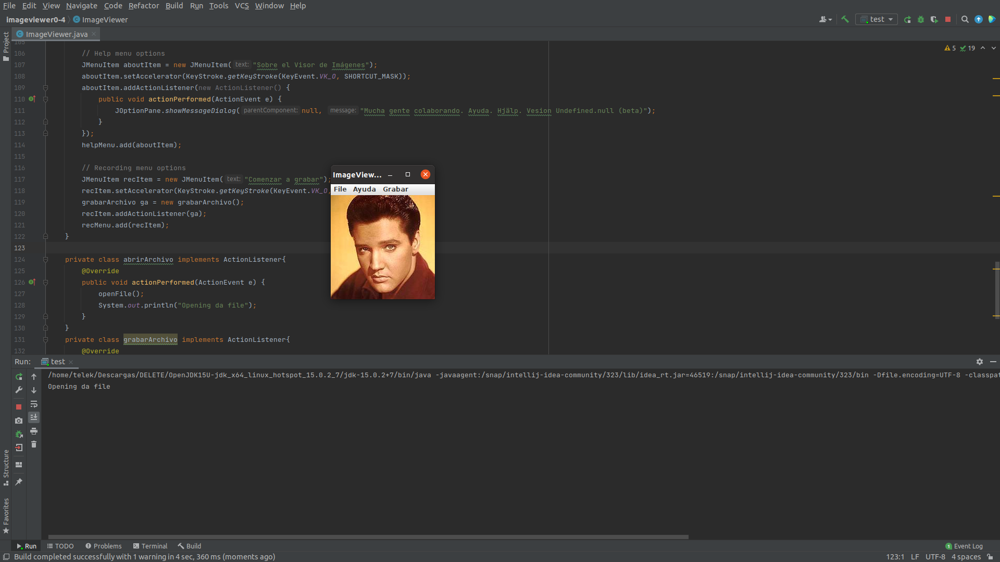 File Edit View Navigate Code Refactor Build Run Tools VCS Window Help
imageviewer0-4 ImageViewer
test
ImageViewer.java
Project
5 19
105
106 // Help menu options
107 JMenuItem aboutItem = new JMenuItem( text: "Sobre el Visor de Imágenes");
108 aboutItem.setAccelerator(KeyStroke.getKeyStroke(KeyEvent.VK_O, SHORTCUT_MASK));
109 aboutItem.addActionListener(new ActionListener() {
110 public void actionPerformed(ActionEvent e) {
111 JOptionPane.showMessageDialog( parentComponent: null, message: "Mucha gente colaborando. Ayuda. Hjälp. Vesion Undefined.null (beta)");
112 }
113 });
114 helpMenu.add(aboutItem);
115
116 // Recording menu options
117 JMenuItem recItem = new JMenuItem( text: "Comenzar a grabar");
118 recItem.setAccelerator(KeyStroke.getKeyStroke(KeyEvent.VK_O,
119 grabarArchivo ga = new grabarArchivo();
120 recItem.addActionListener(ga);
121 recMenu.add(recItem);
122 }
123
124 private class abrirArchivo implements ActionListener{
125 @Override
126 public void actionPerformed(ActionEvent e) {
127 openFile();
128 System.out.println("Opening da file");
129 }
130 }
131 private class grabarArchivo implements ActionListener{
132 @Override
ImageView...
File Ayuda Grabar
Run: test
/home/telek/Descargas/DELETE/OpenJDK15U-jdk_x64_linux_hotspot_15.0.2_7/jdk-15.0.2+7/bin/java -javaagent:/snap/intellij-idea-community/323/lib/idea_rt.jar=46519:/snap/intellij-idea-community/323/bin -Dfile.encoding=UTF-8 -classpat
Opening da file
Structure
Favorites
Run TODO Problems Terminal Build 1 Event Log
Build completed successfully with 1 warning in 4 sec, 360 ms (moments ago) 123:1 LF UTF-8 4 spaces